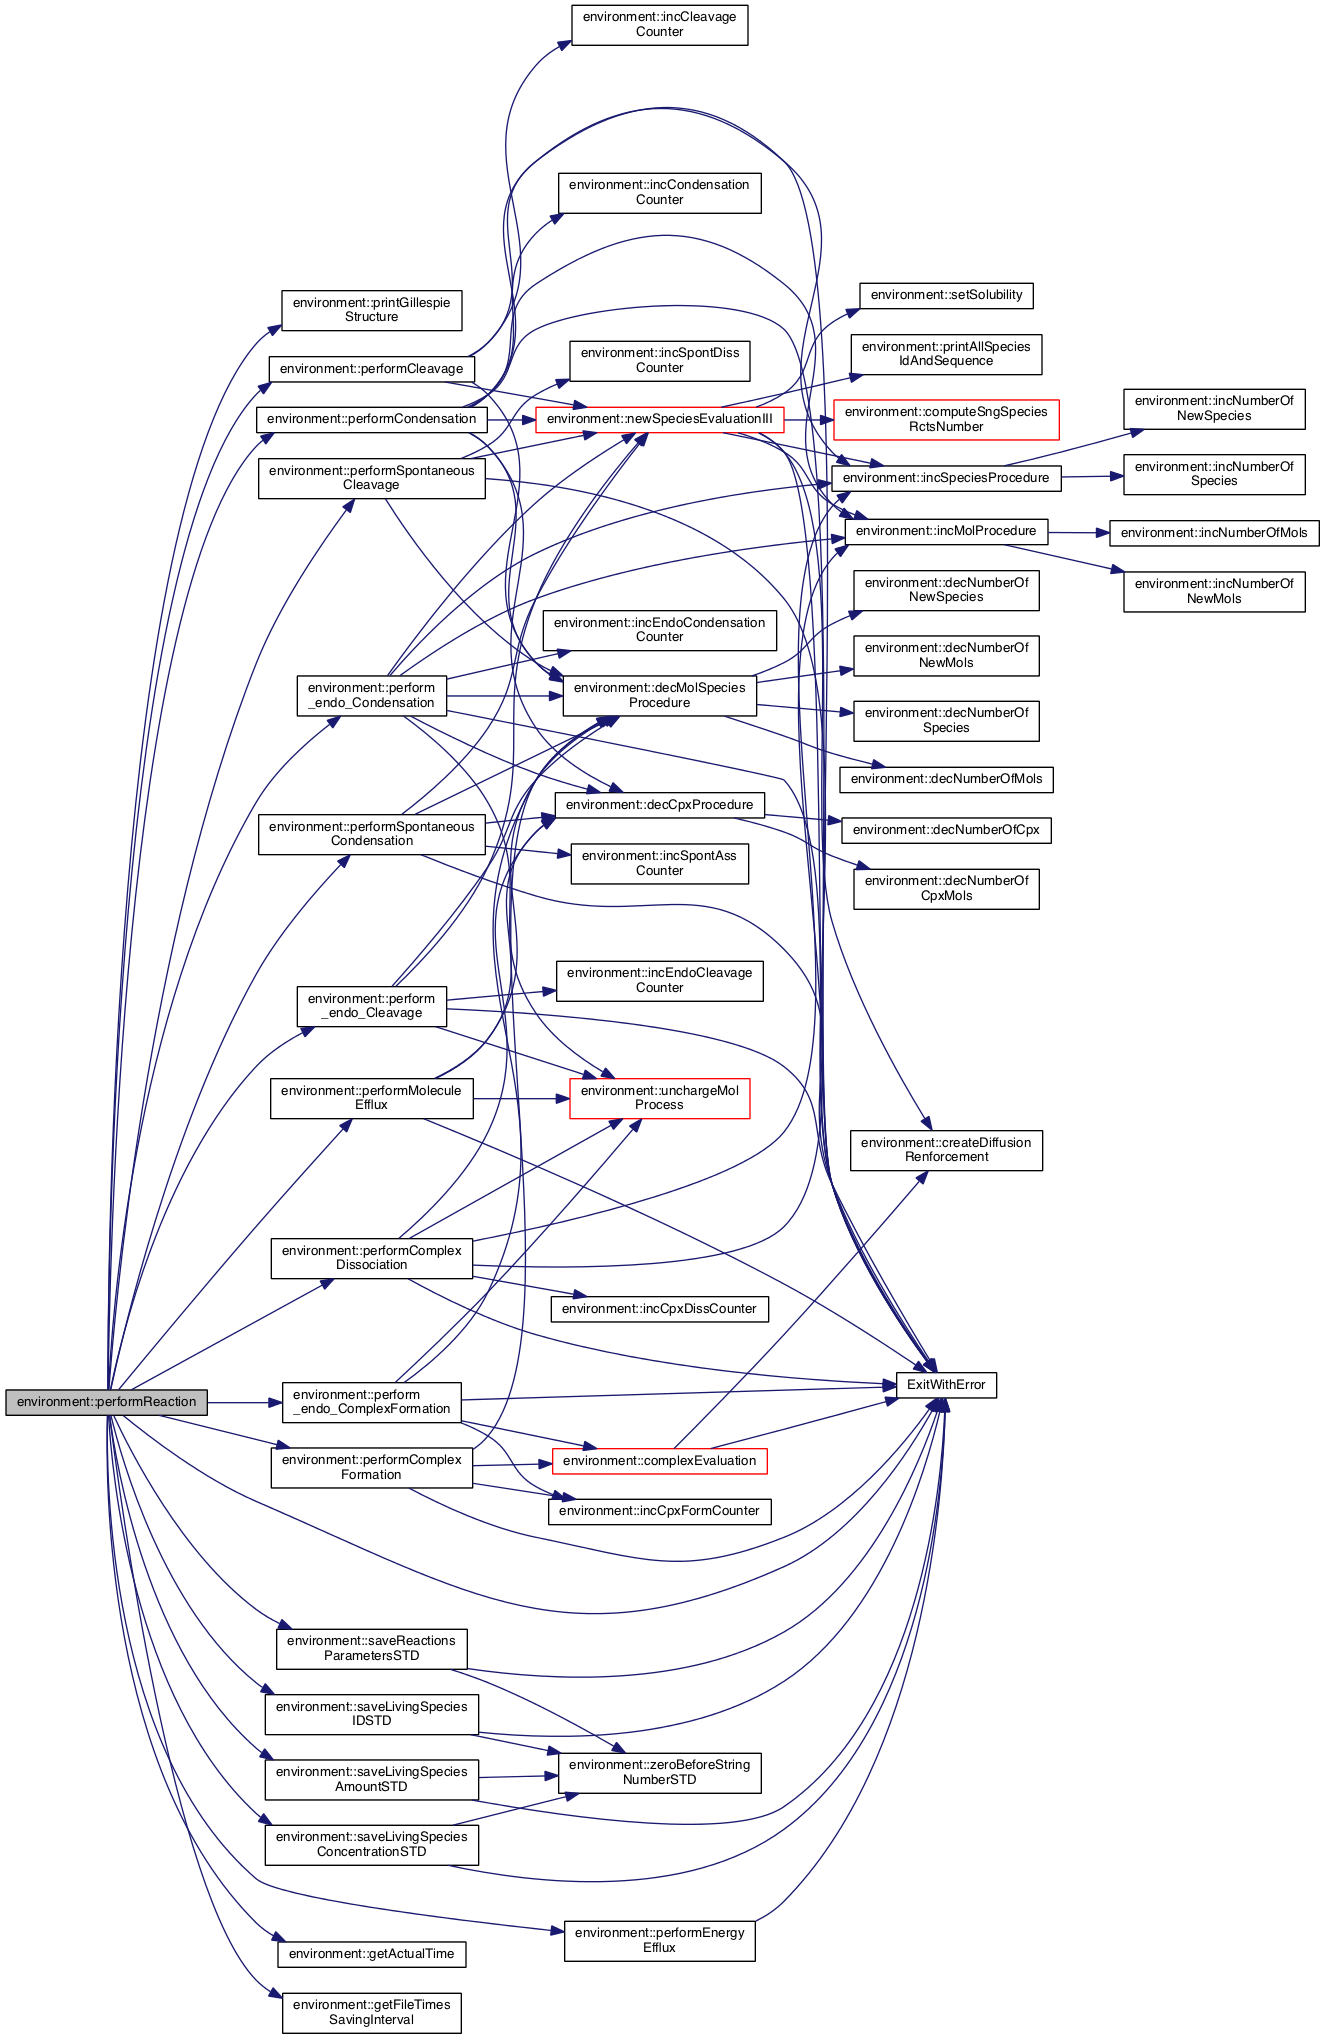 environment::incCleavage
Counter
environment::incCondensation
Counter
environment::printGillespie
Structure
environment::setSolubility
environment::performCleavage
environment::incSpontDiss
Counter
environment::printAllSpecies
IdAndSequence
environment::performCondensation
environment::newSpeciesEvaluationIII
environment::computeSngSpecies
RctsNumber
environment::incNumberOf
NewSpecies
environment::performSpontaneous
Cleavage
environment::incSpeciesProcedure
environment::incNumberOf
Species
environment::incMolProcedure
environment::incNumberOfMols
environment::decNumberOf
NewSpecies
environment::incNumberOf
NewMols
environment::incEndoCondensation
Counter
environment::decNumberOf
NewMols
environment::perform
_endo_Condensation
environment::decMolSpecies
Procedure
environment::decNumberOf
Species
environment::decNumberOfMols
environment::decCpxProcedure
environment::performSpontaneous
Condensation
environment::decNumberOfCpx
environment::incSpontAss
Counter
environment::decNumberOf
CpxMols
environment::incEndoCleavage
Counter
environment::perform
_endo_Cleavage
environment::performMolecule
Efflux
environment::unchargeMol
Process
environment::createDiffusion
Renforcement
environment::performComplex
Dissociation
environment::incCpxDissCounter
ExitWithError
environment::performReaction
environment::perform
_endo_ComplexFormation
environment::performComplex
Formation
environment::complexEvaluation
environment::incCpxFormCounter
environment::saveReactions
ParametersSTD
environment::saveLivingSpecies
IDSTD
environment::zeroBeforeString
NumberSTD
environment::saveLivingSpecies
AmountSTD
environment::saveLivingSpecies
ConcentrationSTD
environment::performEnergy
Efflux
environment::getActualTime
environment::getFileTimes
SavingInterval